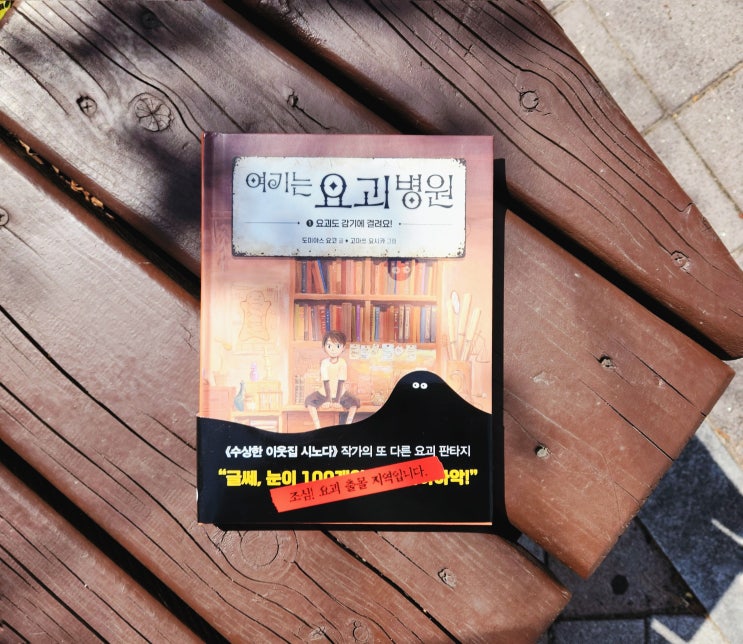 여기는 요괴병원
1 요괴도 감기에 걸려요!
도미야스 요코 글 ♦ 고마쓰 요시카 그림
《수상한 이웃집 시노다》 작가의 또 다른 요괴 판타지
“글쎄, 눈이 100개 악!”
조심! 요괴 출몰 지역입니다.